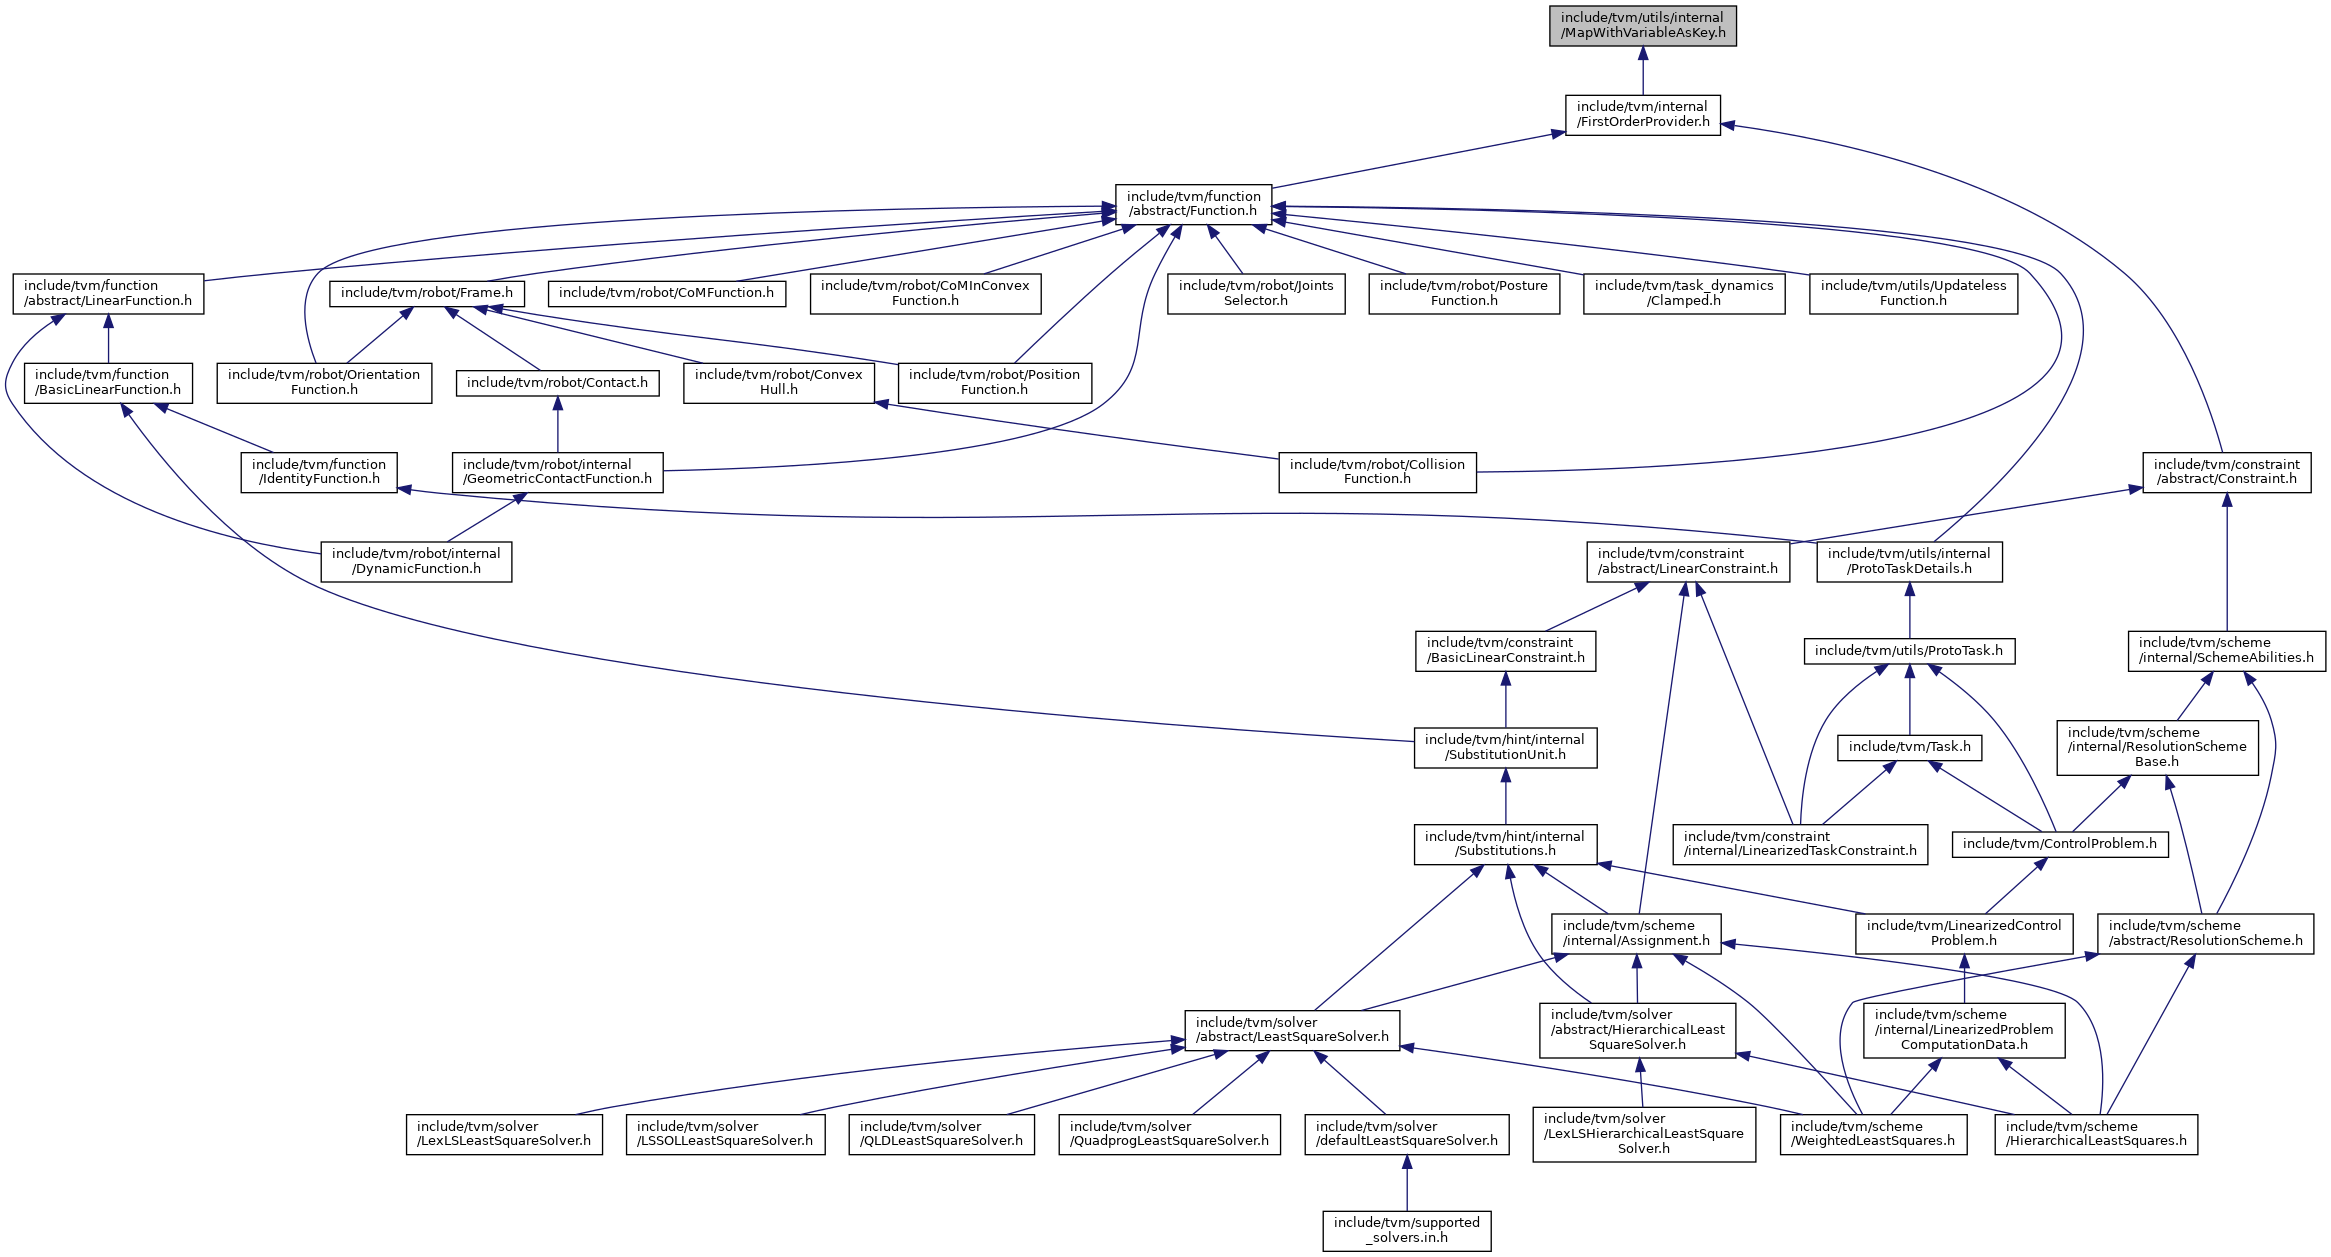 include/tvm/utils/internal
/MapWithVariableAsKey.h
include/tvm/internal
/FirstOrderProvider.h
include/tvm/function
/abstract/Function.h
include/tvm/function
/abstract/LinearFunction.h
include/tvm/robot/Frame.h
include/tvm/robot/CoMFunction.h
include/tvm/robot/CoMInConvex
Function.h
include/tvm/robot/Joints
Selector.h
include/tvm/robot/Posture
Function.h
include/tvm/task_dynamics
/Clamped.h
include/tvm/utils/Updateless
Function.h
include/tvm/function
/BasicLinearFunction.h
include/tvm/robot/Orientation
Function.h
include/tvm/robot/Contact.h
include/tvm/robot/Convex
Hull.h
include/tvm/robot/Position
Function.h
include/tvm/function
/IdentityFunction.h
include/tvm/robot/internal
/GeometricContactFunction.h
include/tvm/robot/Collision
Function.h
include/tvm/constraint
/abstract/Constraint.h
include/tvm/robot/internal
/DynamicFunction.h
include/tvm/constraint
/abstract/LinearConstraint.h
include/tvm/utils/internal
/ProtoTaskDetails.h
include/tvm/constraint
/BasicLinearConstraint.h
include/tvm/utils/ProtoTask.h
include/tvm/scheme
/internal/SchemeAbilities.h
include/tvm/hint/internal
/SubstitutionUnit.h
include/tvm/Task.h
include/tvm/scheme
/internal/ResolutionScheme
Base.h
include/tvm/hint/internal
/Substitutions.h
include/tvm/constraint
/internal/LinearizedTaskConstraint.h
include/tvm/ControlProblem.h
include/tvm/scheme
/internal/Assignment.h
include/tvm/LinearizedControl
Problem.h
include/tvm/scheme
/abstract/ResolutionScheme.h
include/tvm/solver
/abstract/LeastSquareSolver.h
include/tvm/solver
/abstract/HierarchicalLeast
SquareSolver.h
include/tvm/scheme
/internal/LinearizedProblem
ComputationData.h
include/tvm/solver
/LexLSLeastSquareSolver.h
include/tvm/solver
/LSSOLLeastSquareSolver.h
include/tvm/solver
/QLDLeastSquareSolver.h
include/tvm/solver
/QuadprogLeastSquareSolver.h
include/tvm/solver
/defaultLeastSquareSolver.h
include/tvm/solver
/LexLSHierarchicalLeastSquare
Solver.h
include/tvm/scheme
/WeightedLeastSquares.h
include/tvm/scheme
/HierarchicalLeastSquares.h
include/tvm/supported
_solvers.in.h